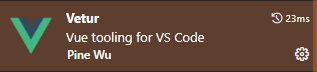 Vetur 23ms
Vue tooling for VS Code
Pine Wu